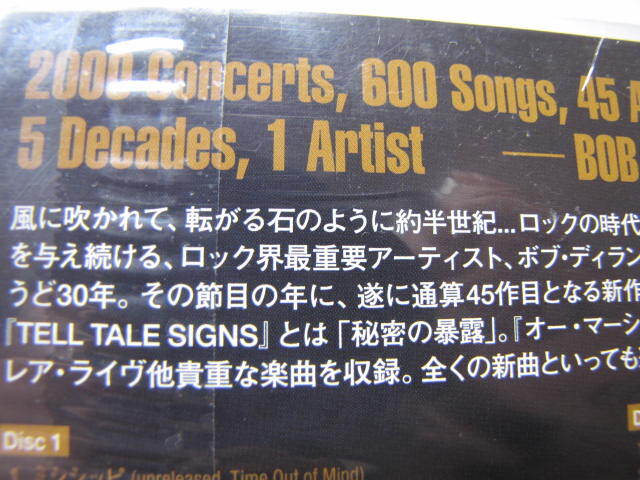 2000 Concerts, 600 Songs, 45
5 Decades, 1 Artist — BOB
風に吹かれて、転がる石のように約半世紀...ロックの時代
を与え続ける、ロック界最重要アーティスト、ボブ・ディラン
うど30年。その節目の年に、遂に通算45作目となる新作
『TELL TALE SIGNS』とは「秘密の暴露」。『オー・マーシ
レア・ライヴ他貴重な楽曲を収録。全くの新曲といっても
Disc 1
1 ミシシッピ (unreleased, Time Out of Mind)